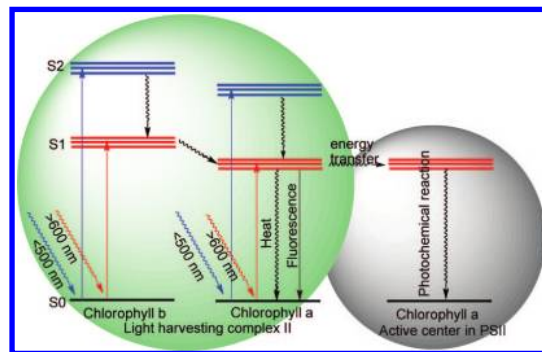 S2
S1
energy
transfer
<500 nm
>600 nm
<500 nm
>600 nm
Heat
Fluorescence
Photochemical reaction
S0
Chlorophyll b
Chlorophyll a
Chlorophyll a
Light harvesting complex II
Active center in PSII